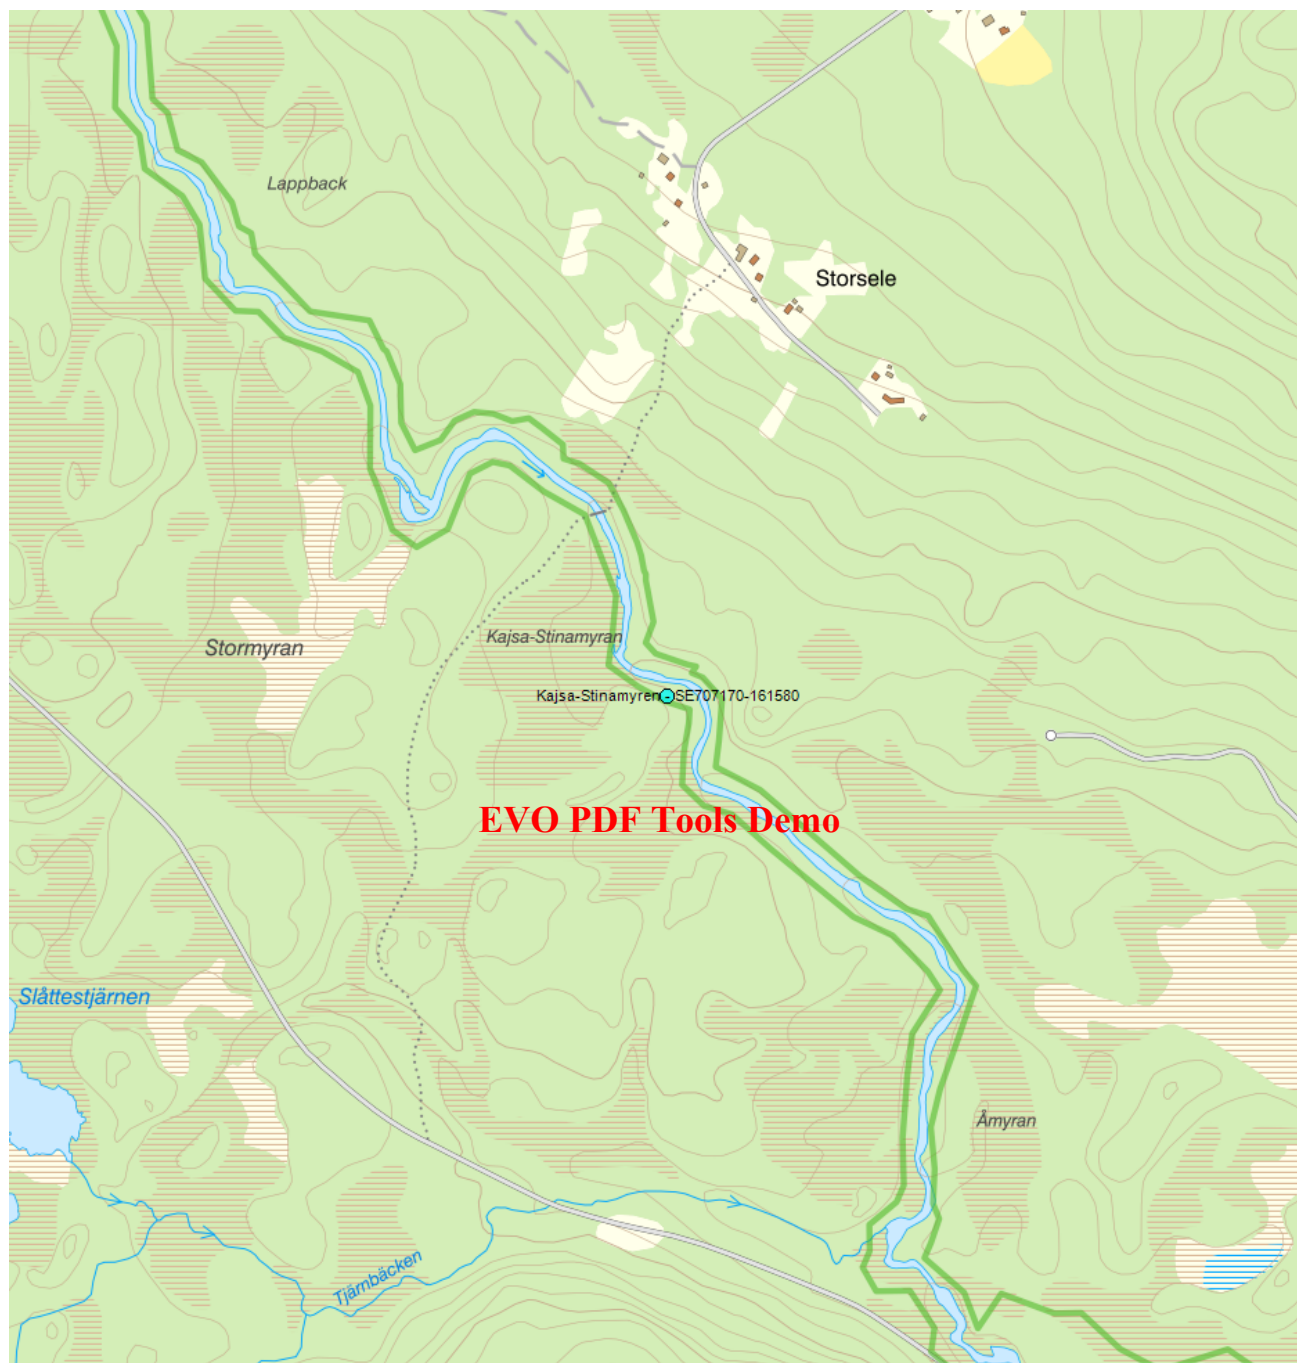 Lappback
Storsele
Kajsa-Stinamyran
Stormyran
Kajsa-Stinamyren - SE707170-161580
EVO PDF Tools Demo
Slåttestjärnen
Åmyran
Tjärnbäcken